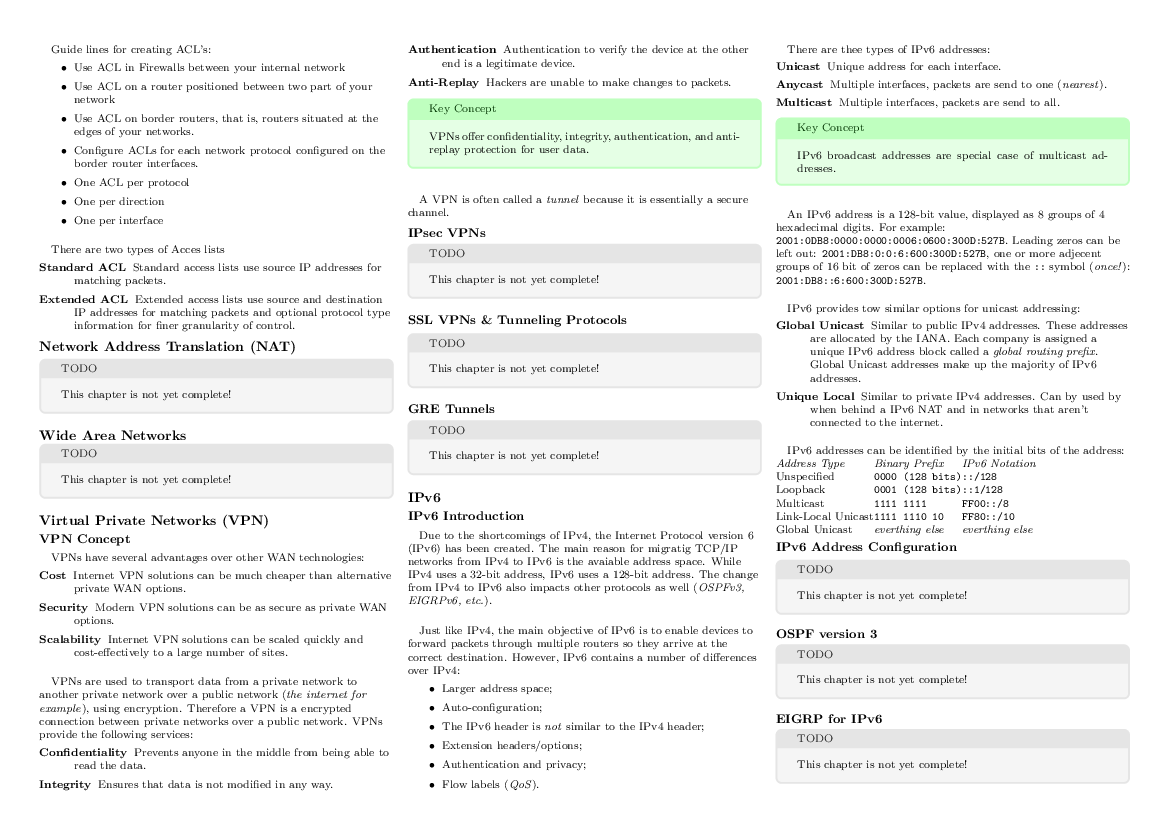 Guide lines for creating ACL's:
• Use ACL in Firewalls between your internal network
• Use ACL on a router positioned between two part of your
network
• Use ACL on border routers, that is, routers situated at the
edges of your networks.
• Configure ACLs for each network protocol configured on the
border router interfaces.
• One ACL per protocol
• One per direction
• One per interface
There are two types of Acces lists
Standard ACL Standard access lists use source IP addresses for
matching packets.
Extended ACL Extended access lists use source and destination
IP addresses for matching packets and optional protocol type
information for finer granularity of control.
Network Address Translation (NAT)
TODO
This chapter is not yet complete!
Wide Area Networks
TODO
This chapter is not yet complete!
Virtual Private Networks (VPN)
VPN Concept
VPNs have several advantages over other WAN technologies:
Cost Internet VPN solutions can be much cheaper than alternative
private WAN options.
Security Modern VPN solutions can be as secure as private WAN
options.
Scalability Internet VPN solutions can be scaled quickly and
cost-effectively to a large number of sites.
VPNs are used to transport data from a private network to
another private network over a public network (the internet for
example), using encryption. Therefore a VPN is a encrypted
connection between private networks over a public network. VPNs
provide the following services:
Confidentiality Prevents anyone in the middle from being able to
read the data.
Integrity Ensures that data is not modified in any way.
Authentication Authentication to verify the device at the other
end is a legitimate device.
Anti-Replay Hackers are unable to make changes to packets.
Key Concept
VPNs offer confidentiality, integrity, authentication, and anti-
replay protection for user data.
A VPN is often called a tunnel because it is essentially a secure
channel.
IPsec VPNs
TODO
This chapter is not yet complete!
SSL VPNs & Tunneling Protocols
TODO
This chapter is not yet complete!
GRE Tunnels
TODO
This chapter is not yet complete!
IPv6
IPv6 Introduction
Due to the shortcomings of IPv4, the Internet Protocol version 6
(IPv6) has been created. The main reason for migratig TCP/IP
networks from IPv4 to IPv6 is the avaiable address space. While
IPv4 uses a 32-bit address, IPv6 uses a 128-bit address. The change
from IPv4 to IPv6 also impacts other protocols as well (OSPFv3,
EIGRPv6, etc.).
Just like IPv4, the main objective of IPv6 is to enable devices to
forward packets through multiple routers so they arrive at the
correct destination. However, IPv6 contains a number of differences
over IPv4:
• Larger address space;
• Auto-configuration;
• The IPv6 header is not similar to the IPv4 header;
• Extension headers/options;
• Authentication and privacy;
• Flow labels (QoS).
There are thee types of IPv6 addresses:
Unicast Unique address for each interface.
Anycast Multiple interfaces, packets are send to one (nearest).
Multicast Multiple interfaces, packets are send to all.
Key Concept
IPv6 broadcast addresses are special case of multicast ad-
dresses.
An IPv6 address is a 128-bit value, displayed as 8 groups of 4
hexadecimal digits. For example:
2001:0DB8:0000:0000:0006:0600:300D:527B. Leading zeros can be
left out: 2001:DB8:0:0:6:600:300D:527B, one or more adjecent
groups of 16 bit of zeros can be replaced with the :: symbol (once!):
2001:DB8::6:600:300D:527B.
IPv6 provides tow similar options for unicast addressing:
Global Unicast Similar to public IPv4 addresses. These addresses
are allocated by the IANA. Each company is assigned a
unique IPv6 address block called a global routing prefix.
Global Unicast addresses make up the majority of IPv6
addresses.
Unique Local Similar to private IPv4 addresses. Can by used by
when behind a IPv6 NAT and in networks that aren't
connected to the internet.
IPv6 addresses can be identified by the initial bits of the address:
Address Type Binary Prefix IPv6 Notation
Unspecified 0000 (128 bits)::/128
Loopback 0001 (128 bits)::1/128
Multicast 1111 1111 FF00::/8
Link-Local Unicast1111 1110 10 FF80::/10
Global Unicast everthing else everthing else
IPv6 Address Configuration
TODO
This chapter is not yet complete!
OSPF version 3
TODO
This chapter is not yet complete!
EIGRP for IPv6
TODO
This chapter is not yet complete!